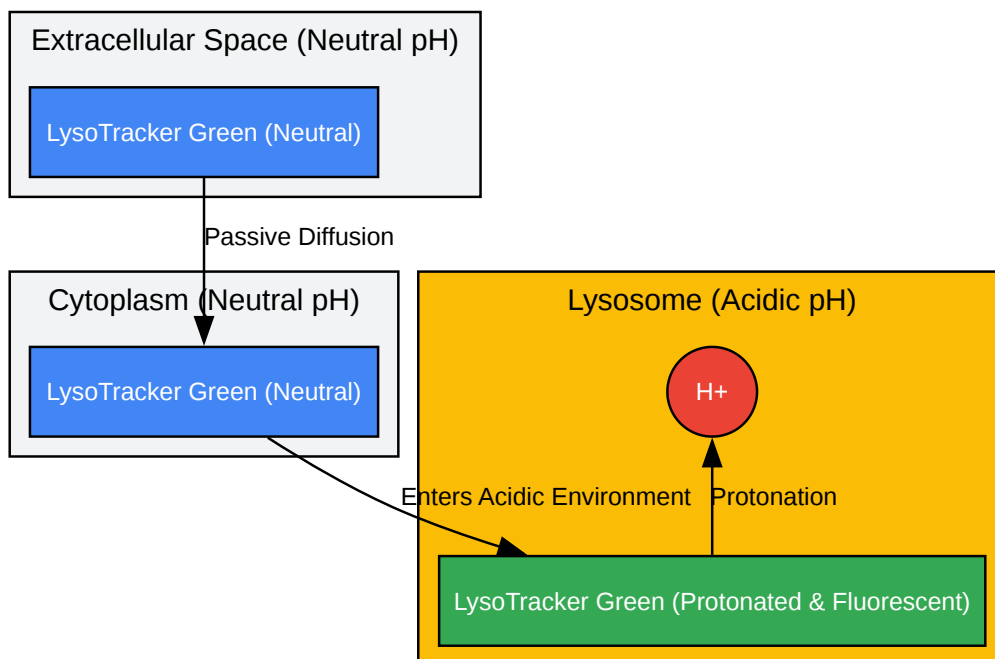 Extracellular Space (Neutral pH)
LysoTracker Green (Neutral)
Passive Diffusion
Cytoplasm (Neutral pH)
LysoTracker Green (Neutral)
Lysosome (Acidic pH)
H+
Enters Acidic Environment
Protonation
LysoTracker Green (Protonated & Fluorescent)